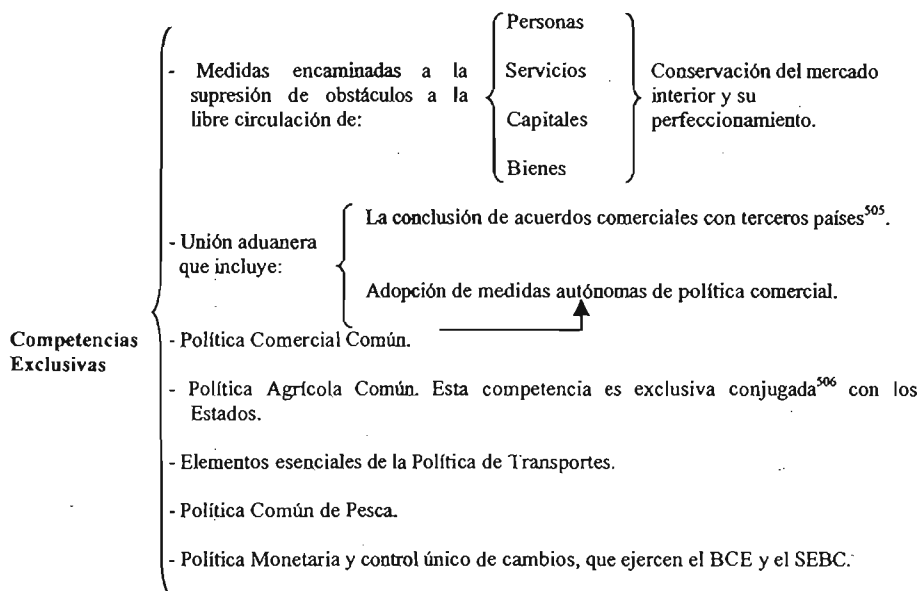 Personas
- Medidas encaminadas a la
supresión de obstáculos a la
libre circulación de:
Servicios
Capitales
Bienes
Conservación del mercado
interior y su
perfeccionamiento.
- Unión aduanera
que incluye:
La conclusión de acuerdos comerciales con terceros países505.
Adopción de medidas autónomas de política comercial.
Competencias
Exclusivas
- Política Comercial Común.
- Política Agrícola Común. Esta competencia es exclusiva conjugada506 con los
Estados.
- Elementos esenciales de la Política de Transportes.
- Política Común de Pesca.
- Política Monetaria y control único de cambios, que ejercen el BCE y el SEBC.